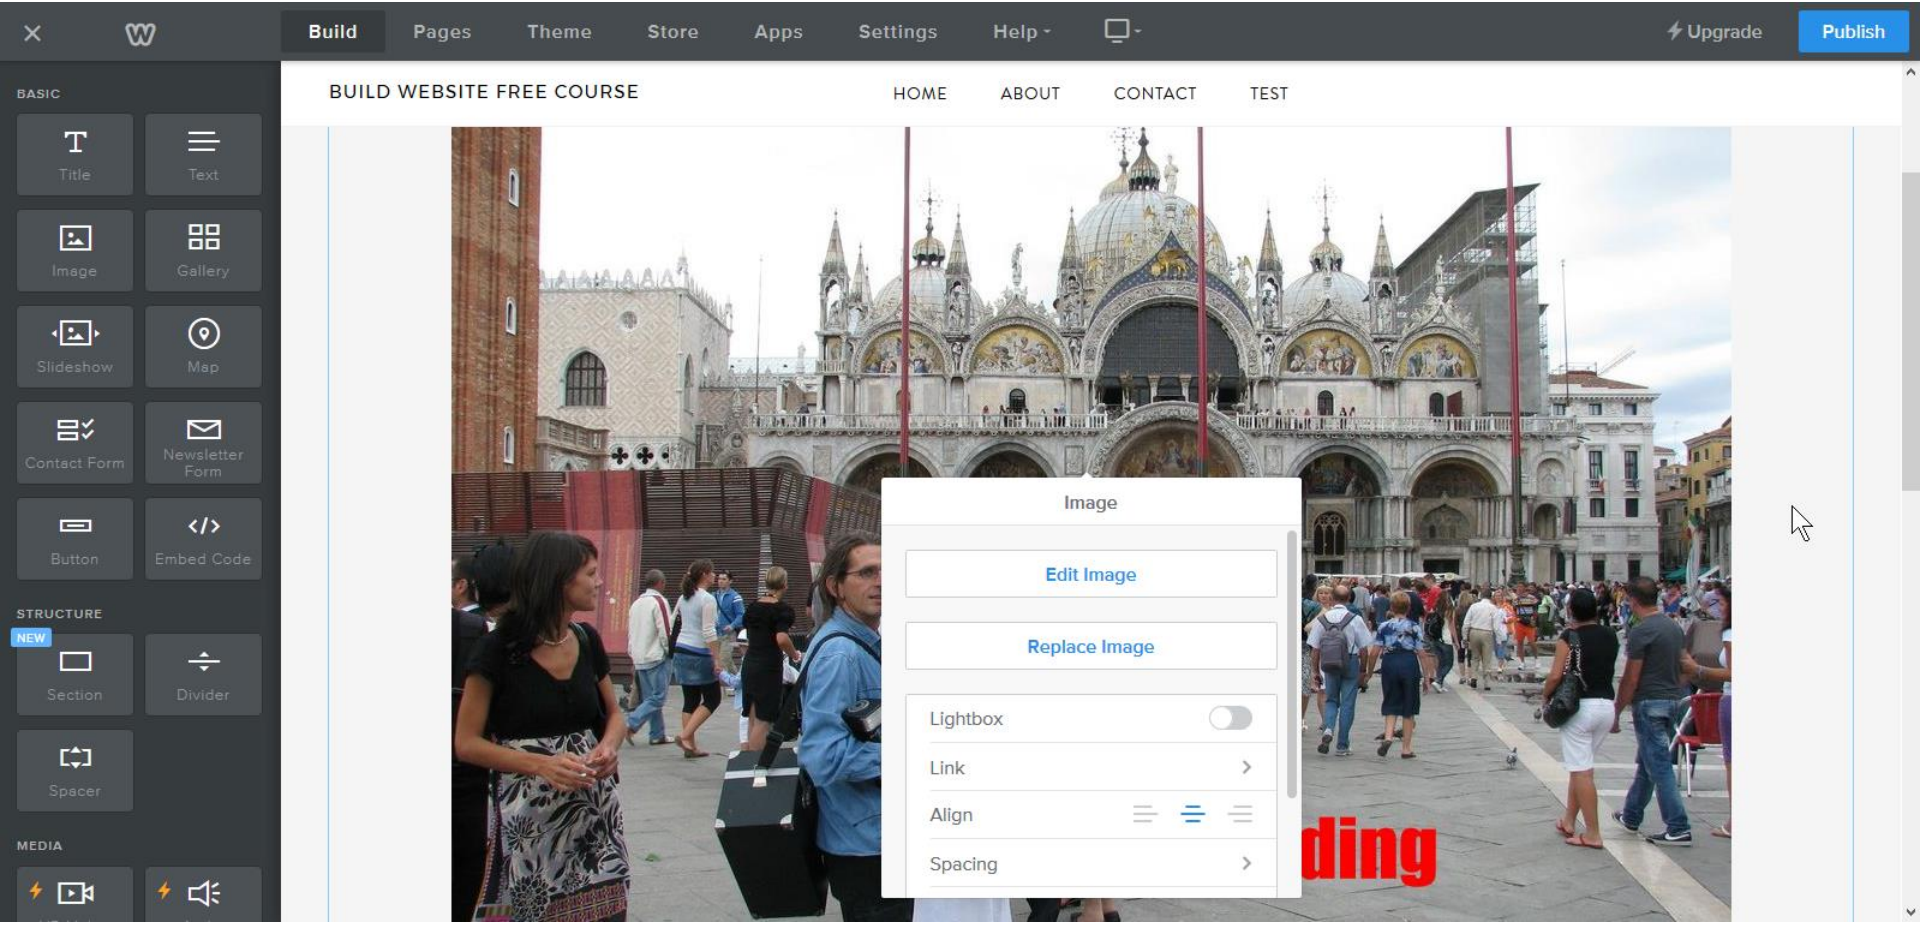 Build
Pages
Theme
Store
Apps
Settings
Help
Upgrade
Publish
BASIC
Title
Text
Image
Gallery
Slideshow
Map
Contact Form
Newsletter
Form
Button
Embed Code
STRUCTURE
NEW
Section
Divider
Spacer
MEDIA
BUILD WEBSITE FREE COURSE
HOME
ABOUT
CONTACT
TEST
Image
Edit Image
Replace Image
Lightbox
Link
Align
Spacing
ding